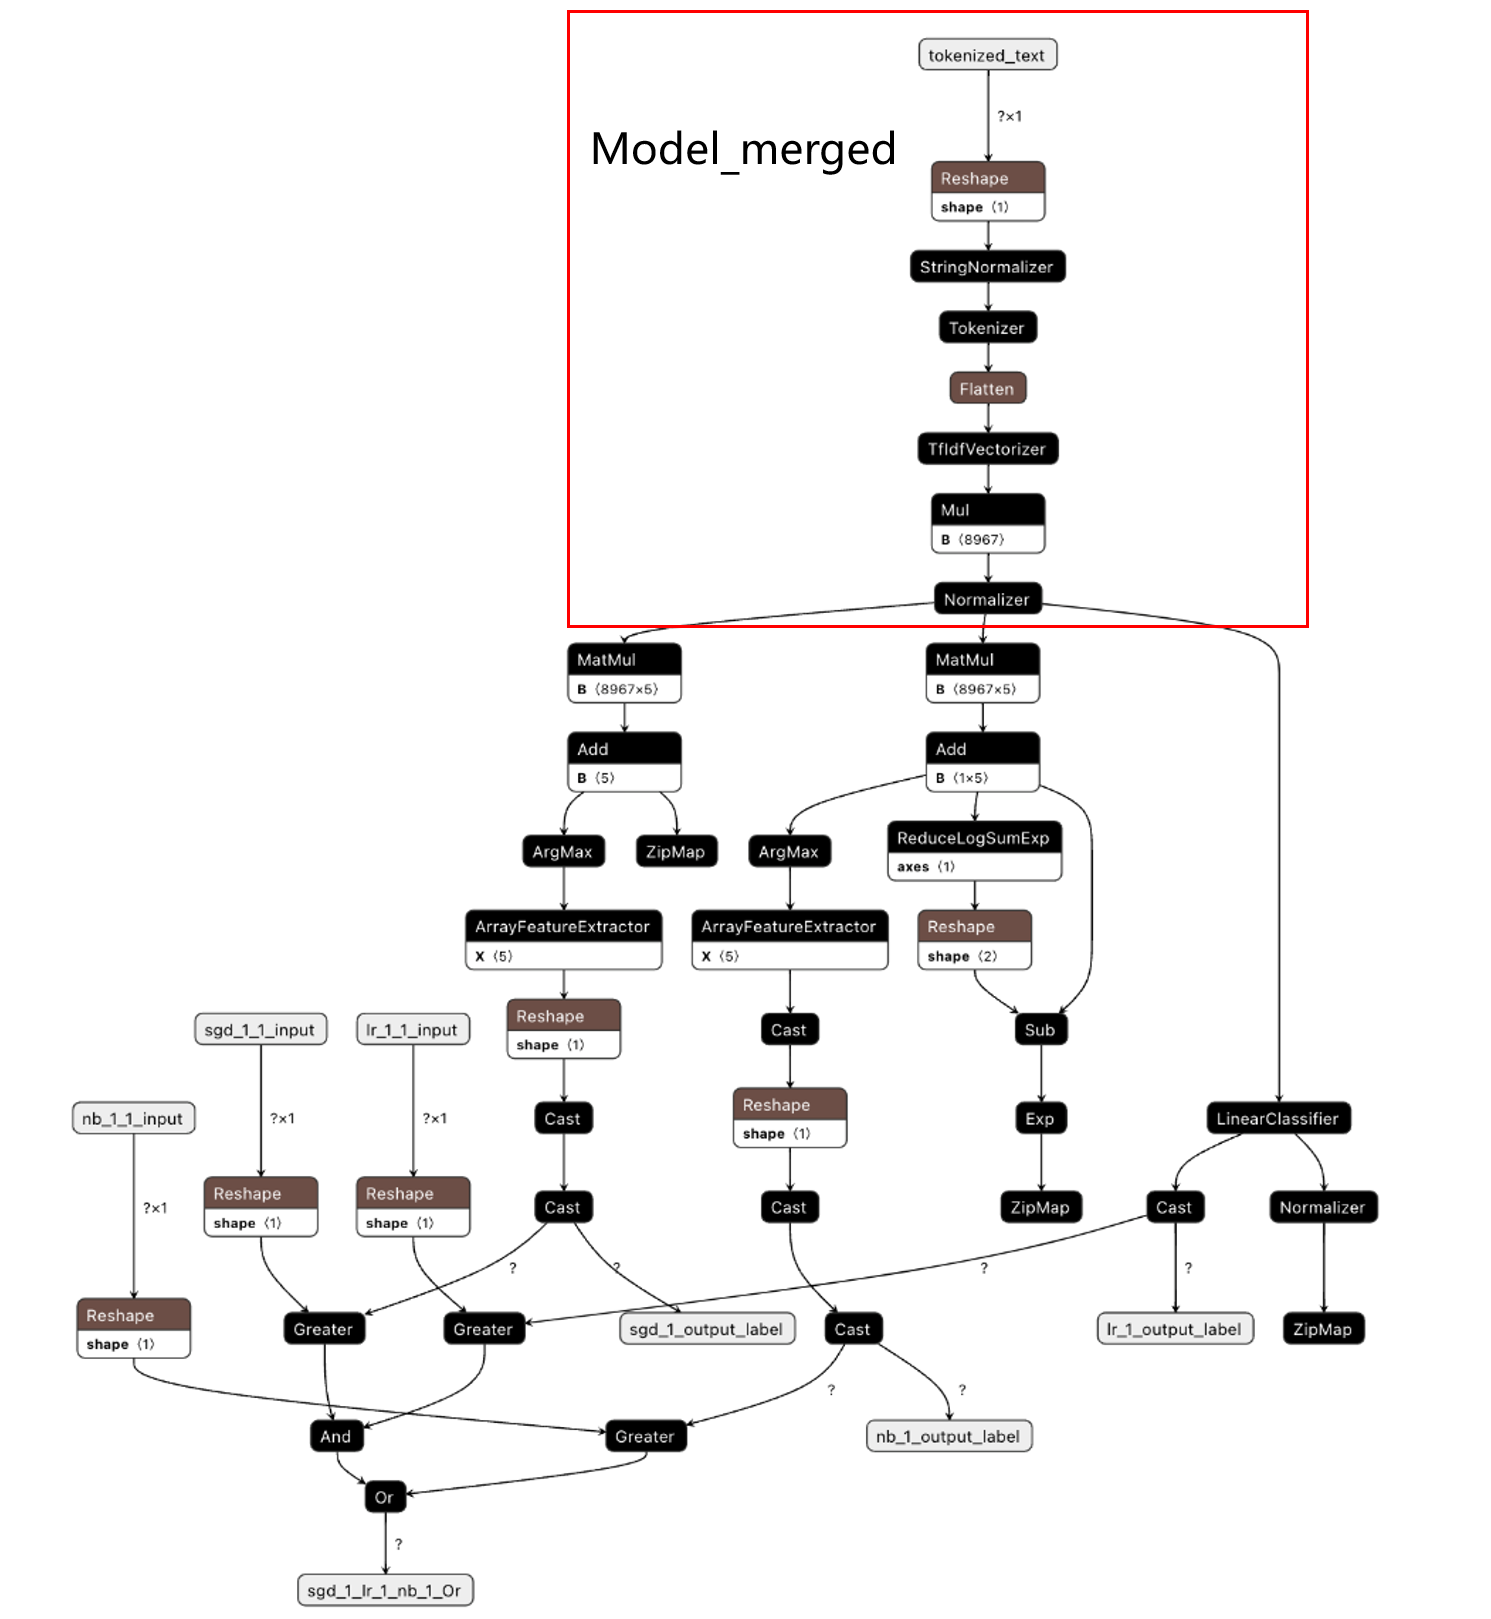 tokenized_text
?×1
Model_merged
Reshape
shape ⟨1⟩
StringNormalizer
Tokenizer
Flatten
TfIdfVectorizer
Mul
B ⟨8967⟩
Normalizer
MatMul
B ⟨8967×5⟩
MatMul
B ⟨8967×5⟩
Add
B ⟨5⟩
Add
B ⟨1×5⟩
ArgMax
ZipMap
ArgMax
ReduceLogSumExp
axes ⟨1⟩
ArrayFeatureExtractor
X ⟨5⟩
ArrayFeatureExtractor
X ⟨5⟩
Reshape
shape ⟨2⟩
sgd_1_1_input
lr_1_1_input
Reshape
shape ⟨1⟩
Cast
Sub
nb_1_1_input
?×1
?×1
Cast
Reshape
shape ⟨1⟩
Exp
LinearClassifier
?×1
Reshape
shape ⟨1⟩
Reshape
shape ⟨1⟩
Cast
Cast
ZipMap
Cast
Normalizer
?
?
?
?
Reshape
shape ⟨1⟩
Greater
Greater
sgd_1_output_label
Cast
lr_1_output_label
ZipMap
?
?
And
Greater
nb_1_output_label
Or
?
sgd_1_lr_1_nb_1_Or